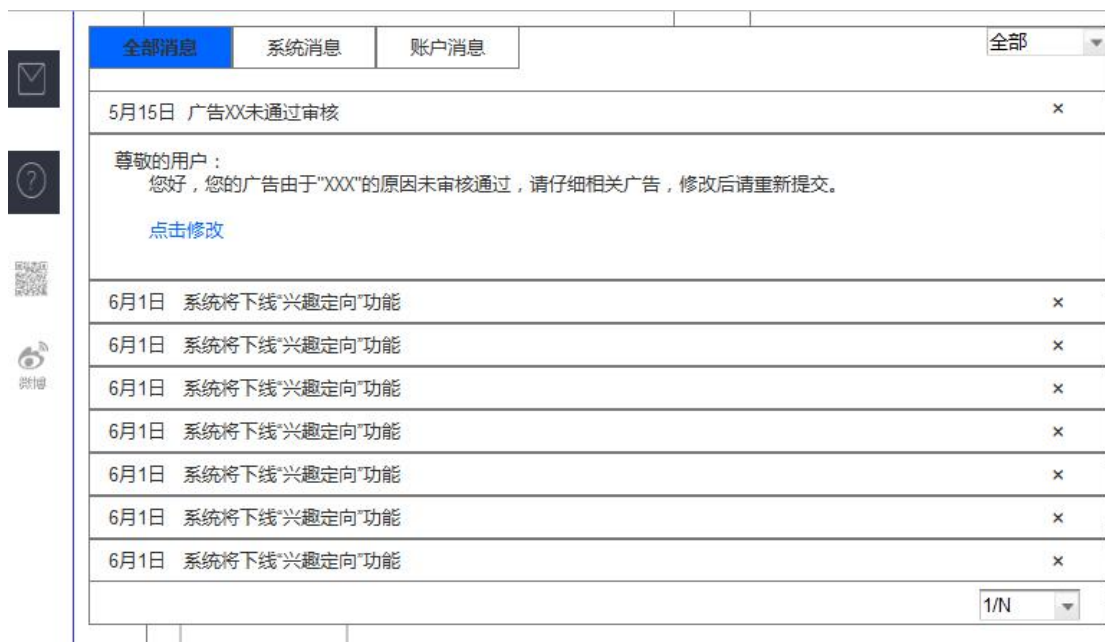 全部消息 系统消息 账户消息 全部
5月15日 广告XX未通过审核 ×
尊敬的用户：
您好，您的广告由于"XXX"的原因未审核通过，请仔细相关广告，修改后请重新提交。
点击修改
6月1日 系统将下线“兴趣定向”功能 ×
6月1日 系统将下线“兴趣定向”功能 ×
6月1日 系统将下线“兴趣定向”功能 ×
6月1日 系统将下线“兴趣定向”功能 ×
6月1日 系统将下线“兴趣定向”功能 ×
6月1日 系统将下线“兴趣定向”功能 ×
6月1日 系统将下线“兴趣定向”功能 ×
1/N
微博